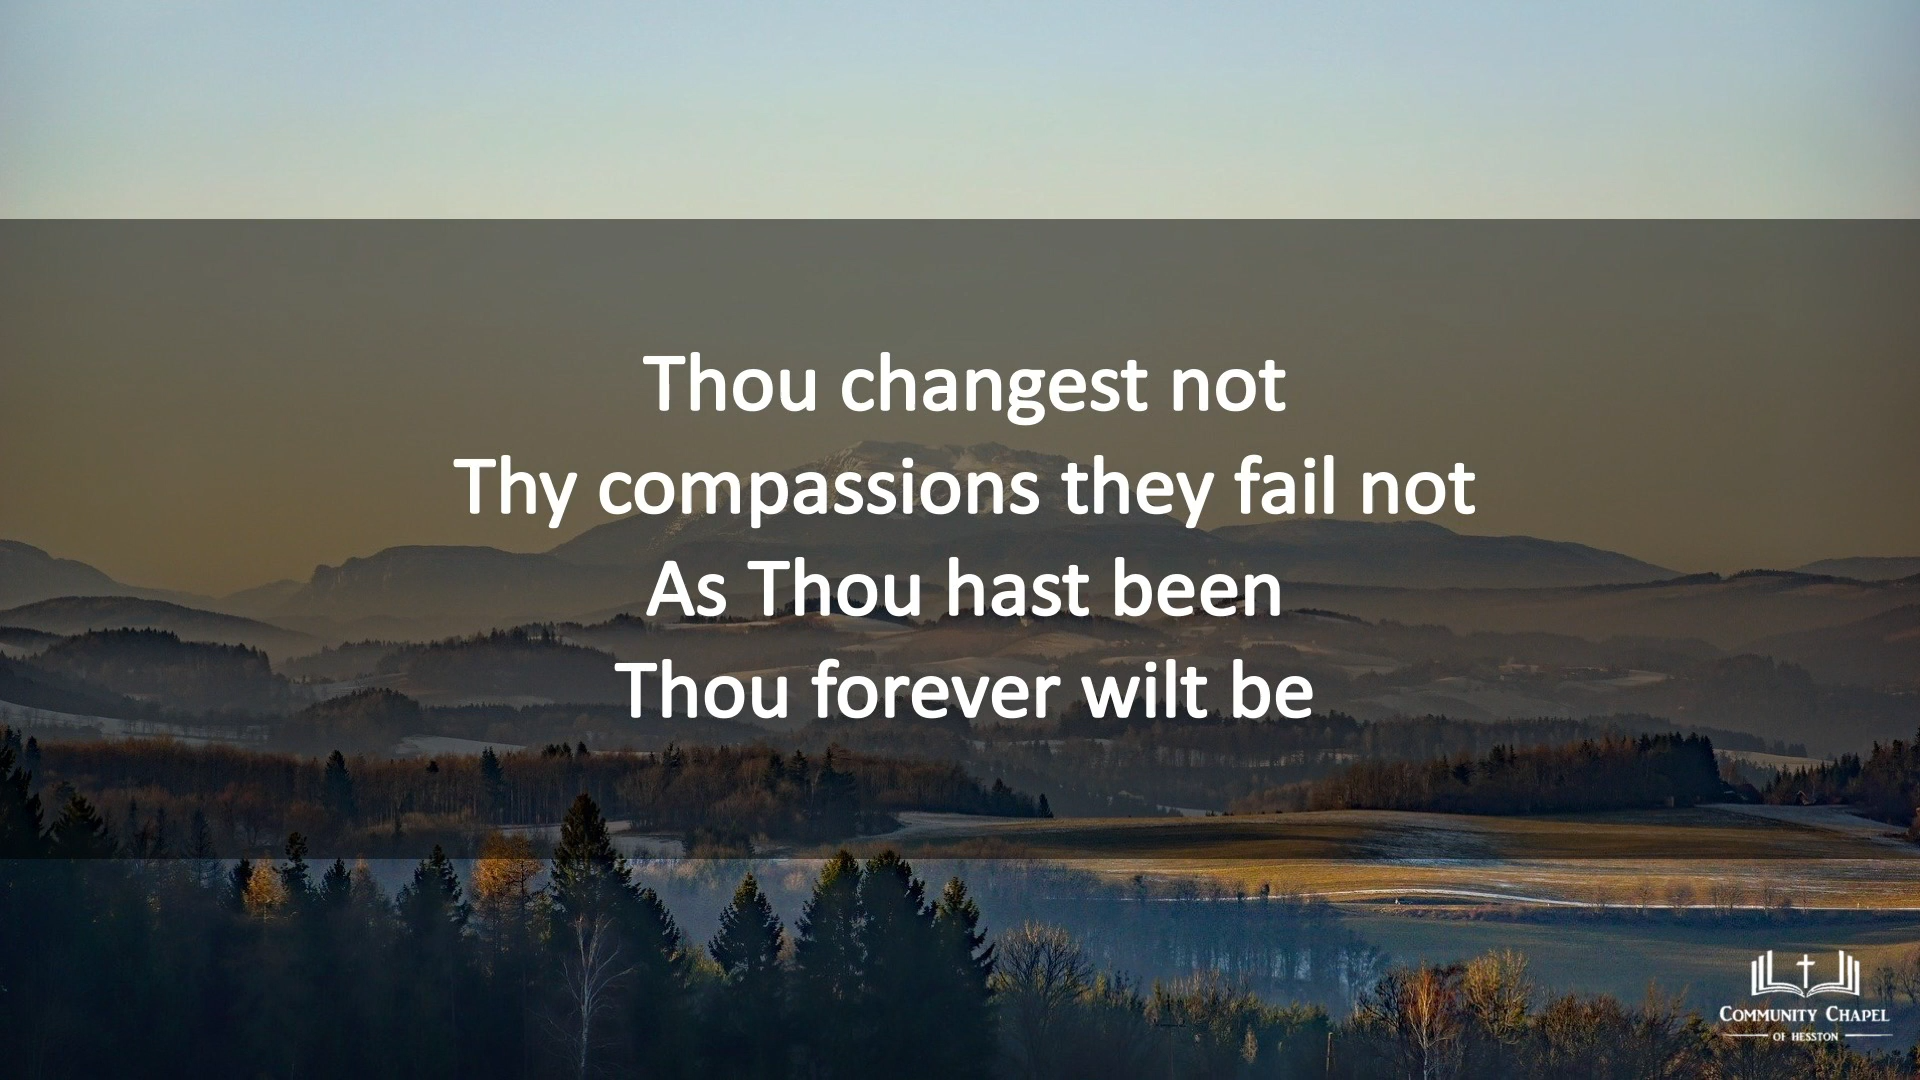 Thou changest not
Thy compassions they fail not
As Thou hast been
Thou forever wilt be
COMMUNITY CHAPEL
OF HESSTON